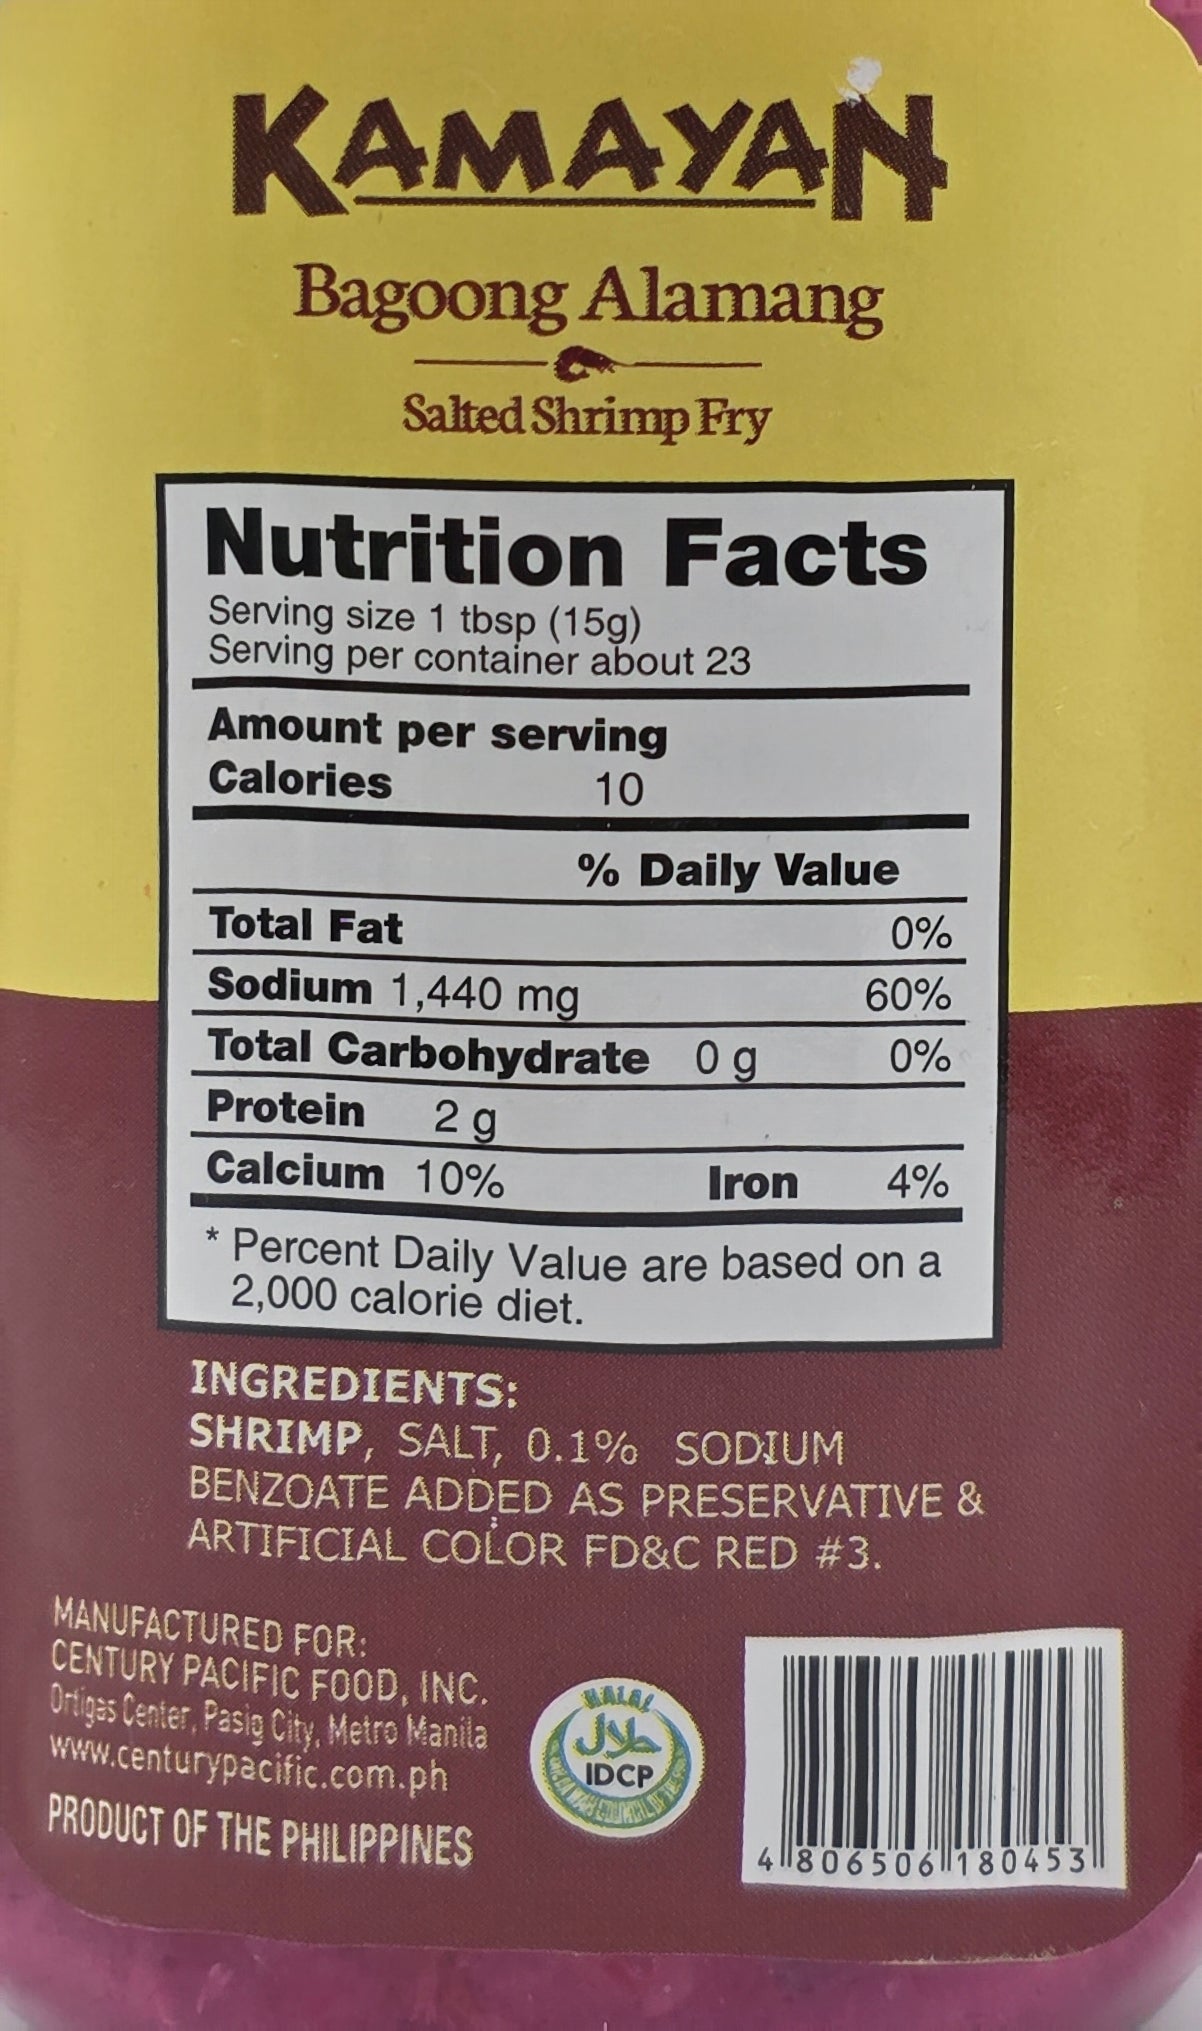 KAMAYAN
Bagoong Alamang
Salted Shrimp Fry
Nutrition Facts
Serving size 1 tbsp (15g)
Serving per container about 23
Amount per serving
Calories 10
% Daily Value
Total Fat 0%
Sodium 1,440 mg 60%
Total Carbohydrate 0 g 0%
Protein 2 g
Calcium 10% Iron 4%
* Percent Daily Value are based on a
2,000 calorie diet.
INGREDIENTS:
SHRIMP, SALT, 0.1% SODIUM
BENZOATE ADDED AS PRESERVATIVE &
ARTIFICIAL COLOR FD&C RED #3.
MANUFACTURED FOR:
CENTURY PACIFIC FOOD, INC.
Ortigas Center, Pasig City, Metro Manila
www.centurypacific.com.ph
PRODUCT OF THE PHILIPPINES
HALAL
حلال
IDCP
4 806506 180453